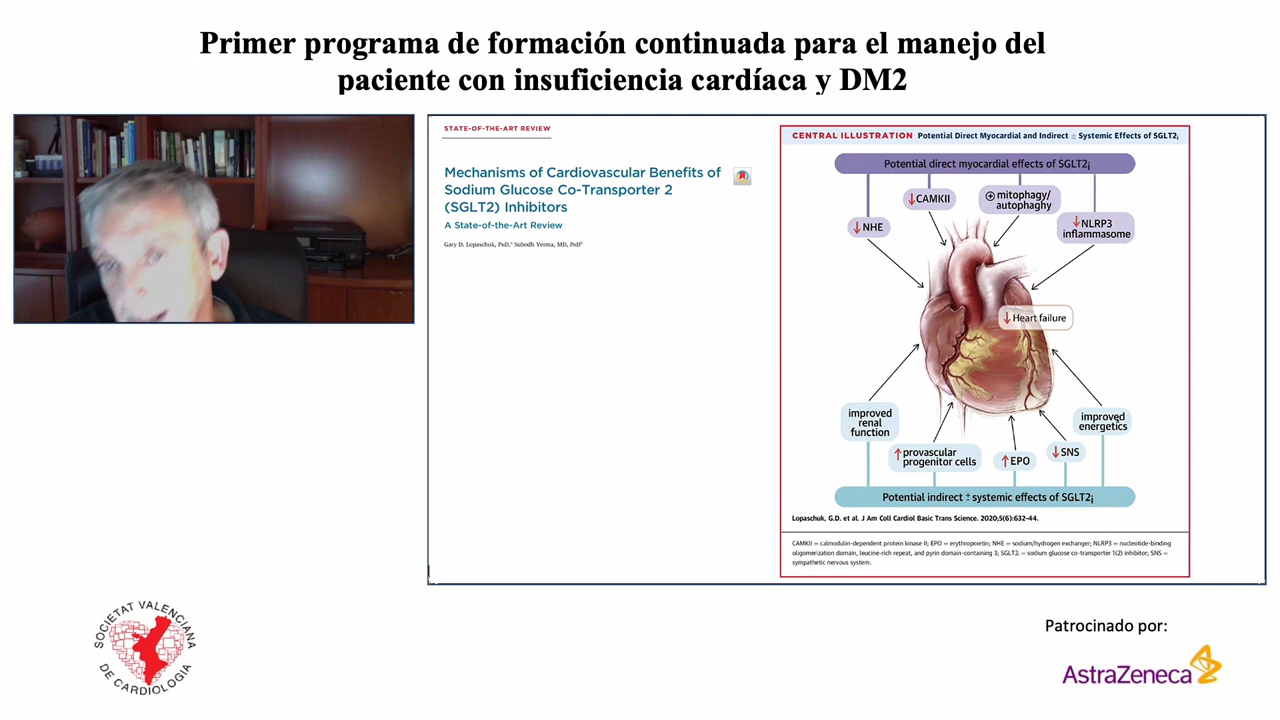 Primer programa de formación continuada para el manejo del
paciente con insuficiencia cardíaca y DM2
STATE-OF-THE-ART REVIEW
Mechanisms of Cardiovascular Benefits of
Sodium Glucose Co-Transporter 2
(SGLT2) Inhibitors
A State-of-the-Art Review
Gary D. Lopaschuk, PhD,a Subodh Verma, MD, PhDb
CENTRAL ILLUSTRATION Potential Direct Myocardial and Indirect ± Systemic Effects of SGLT2i
Potential direct myocardial effects of SGLT2i
↓NHE
↓CAMKII
⊕ mitophagy/
autophaghy
↓NLRP3
inflammasome
↓Heart failure
improved
renal
function
↑provascular
progenitor cells
↑EPO
↓SNS
improved
energetics
Potential indirect ± systemic effects of SGLT2i
Lopaschuk, G.D. et al. J Am Coll Cardiol Basic Trans Science. 2020;5(6):632-44.
CAMKII = calmodulin-dependent protein kinase II; EPO = erythropoietin; NHE = sodium/hydrogen exchanger; NLRP3 = nucleotide-binding
oligomerization domain, leucine-rich repeat, and pyrin domain-containing 3; SGLT2i = sodium glucose co-transporter 1(2) inhibitor; SNS =
sympathetic nervous system.
SOCIETAT VALENCIANA
DE CARDIOLOGIA
Patrocinado por:
AstraZeneca